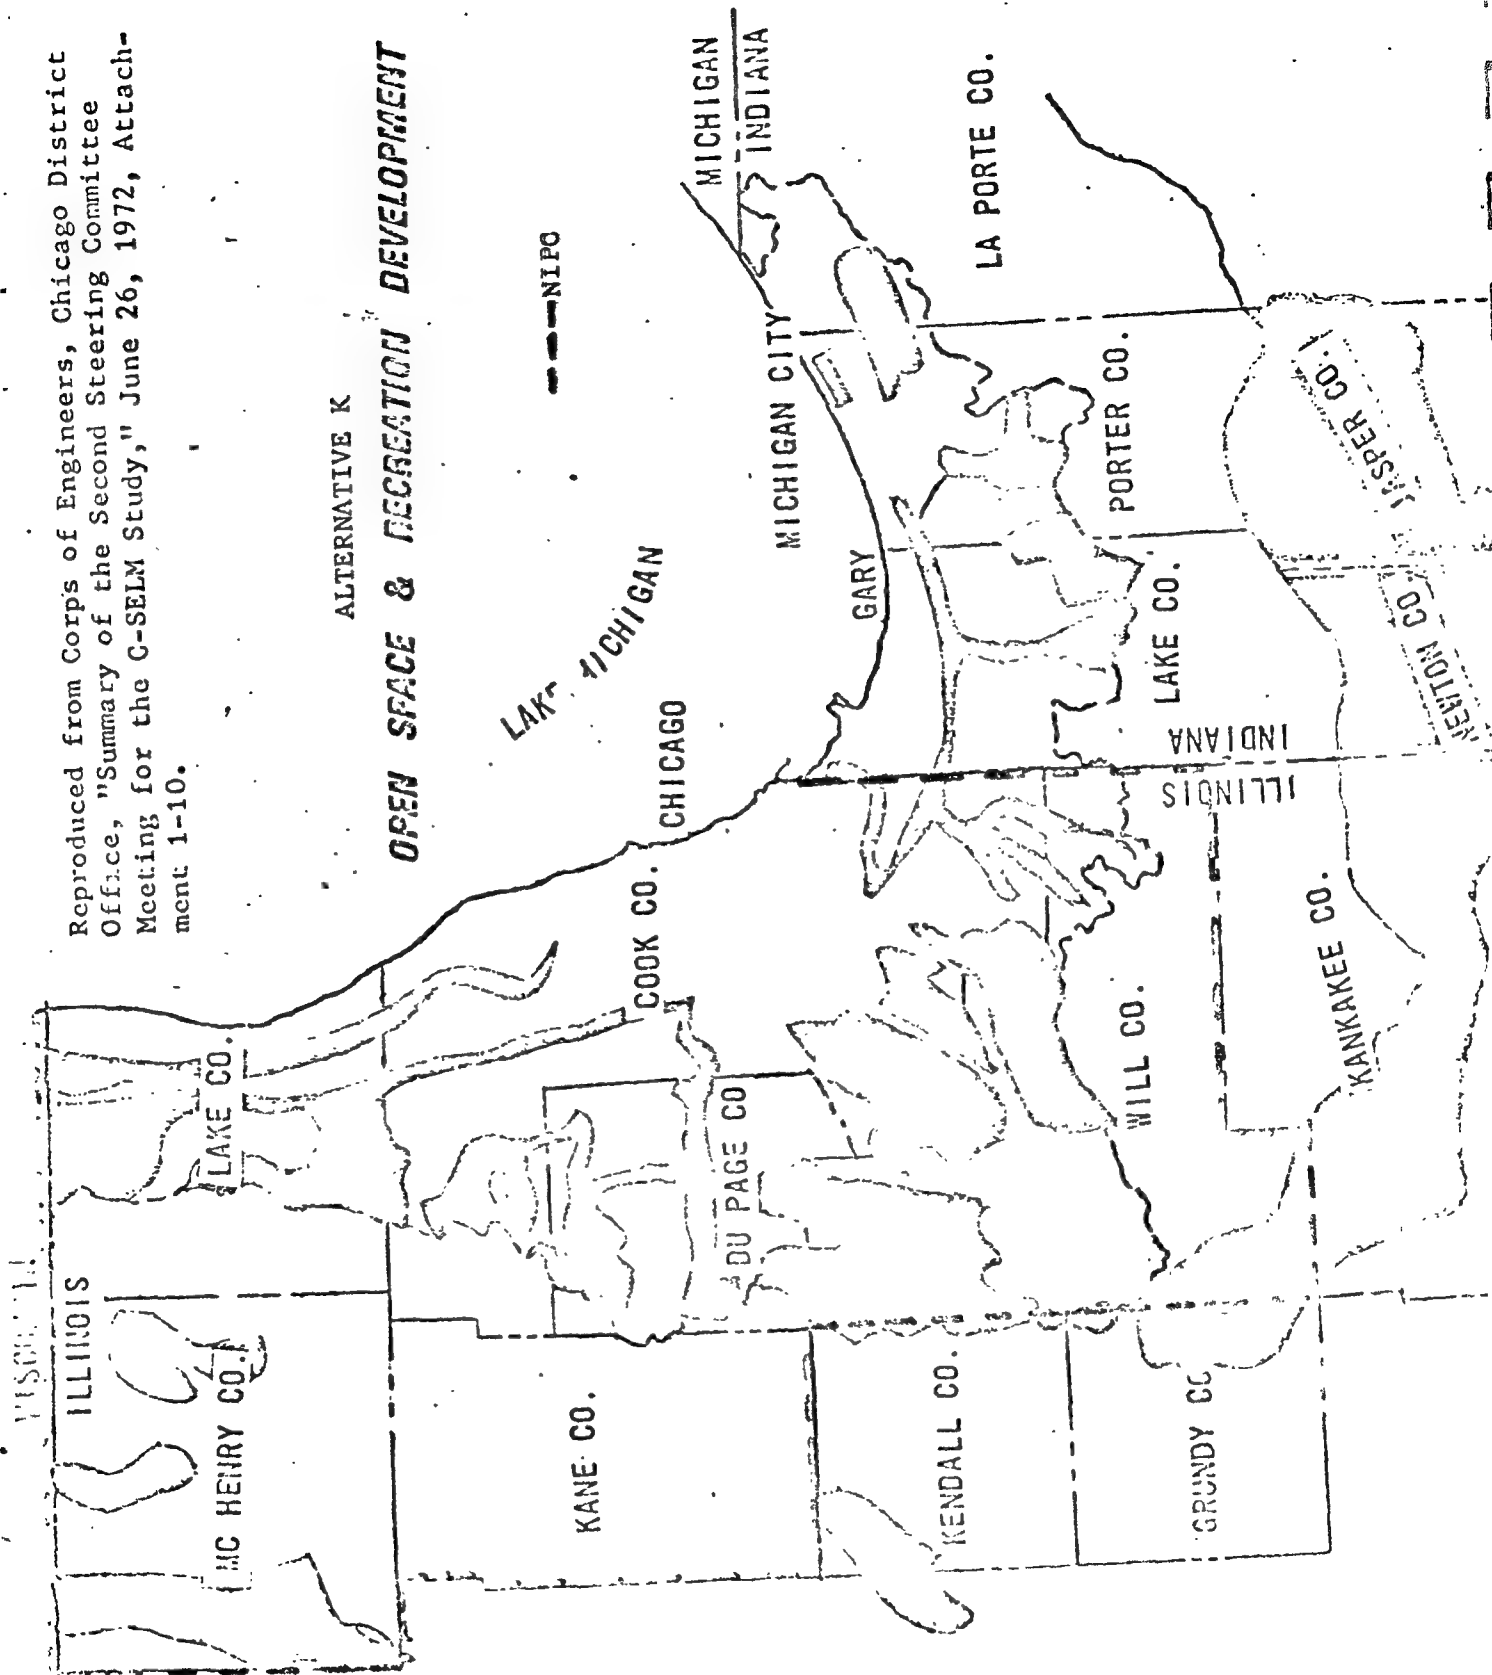 Reproduced from Corps of Engineers, Chicago District
Office, "Summary of the Second Steering Committee
Meeting for the C-SELM Study," June 26, 1972, Attach-
ment 1-10.
ALTERNATIVE K
OPEN SPACE & RECREATION DEVELOPMENT
NIPC
LAKE MICHIGAN
MICHIGAN
INDIANA
ILLINOIS
LAKE CO.
MC HENRY CO.
COOK CO.
CHICAGO
KANE CO.
DU PAGE CO
GARY
MICHIGAN CITY
LA PORTE CO.
PORTER CO.
LAKE CO.
INDIANA
ILLINOIS
KENDALL CO.
WILL CO.
GRUNDY CO
KANKAKEE CO.
NEWTON CO.
JASPER CO.